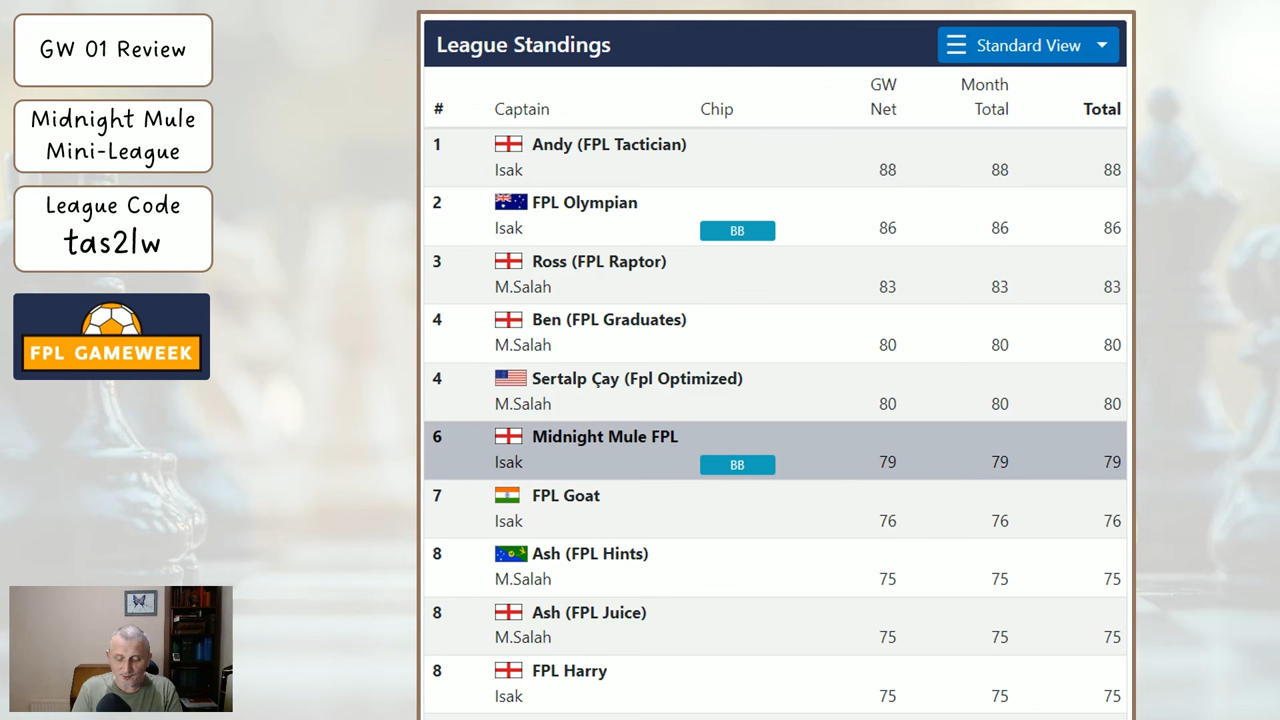 GW 01 Review
Midnight Mule
Mini-League
League Code
tas2lw
FPL GAMEWEEK
League Standings
Standard View
# Captain Chip GW Net Month Total Total
1 Andy (FPL Tactician)
Isak 88 88 88
2 FPL Olympian
Isak BB 86 86 86
3 Ross (FPL Raptor)
M.Salah 83 83 83
4 Ben (FPL Graduates)
M.Salah 80 80 80
4 Sertalp Çay (Fpl Optimized)
M.Salah 80 80 80
6 Midnight Mule FPL
Isak BB 79 79 79
7 FPL Goat
Isak 76 76 76
8 Ash (FPL Hints)
M.Salah 75 75 75
8 Ash (FPL Juice)
M.Salah 75 75 75
8 FPL Harry
Isak 75 75 75